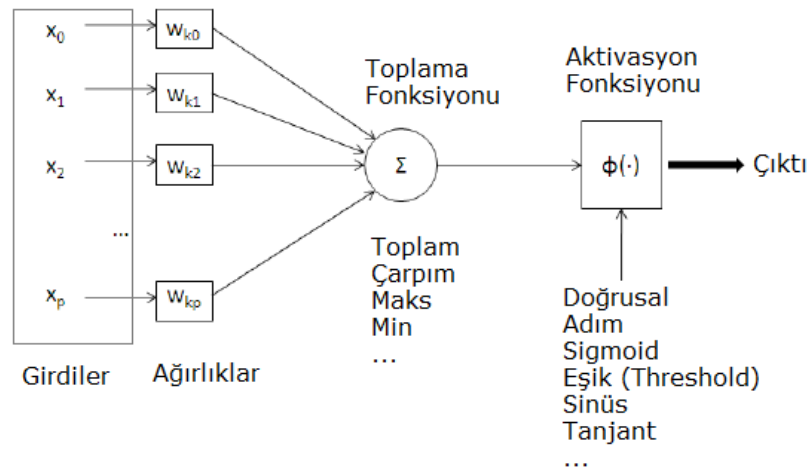 x0
x1
x2
...
xp
Girdiler
wk0
wk1
wk2
wkp
Ağırlıklar
Toplama
Fonksiyonu
Σ
Toplam
Çarpım
Maks
Min
...
Aktivasyon
Fonksiyonu
ϕ(·)
Çıktı
Doğrusal
Adım
Sigmoid
Eşik (Threshold)
Sinüs
Tanjant
...